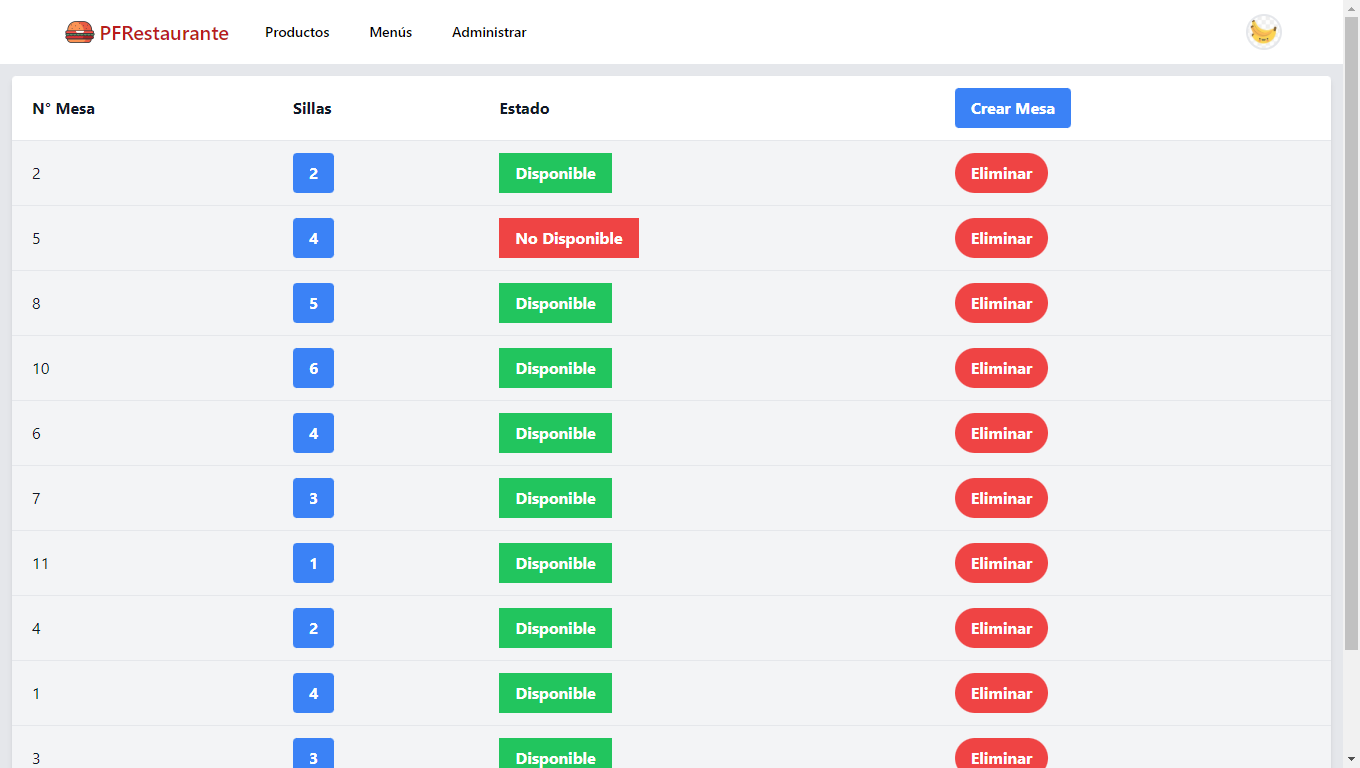 PFRestaurante Productos Menús Administrar
N° Mesa Sillas Estado Crear Mesa
2 2 Disponible Eliminar
5 4 No Disponible Eliminar
8 5 Disponible Eliminar
10 6 Disponible Eliminar
6 4 Disponible Eliminar
7 3 Disponible Eliminar
11 1 Disponible Eliminar
4 2 Disponible Eliminar
1 4 Disponible Eliminar
3 3 Disponible Eliminar